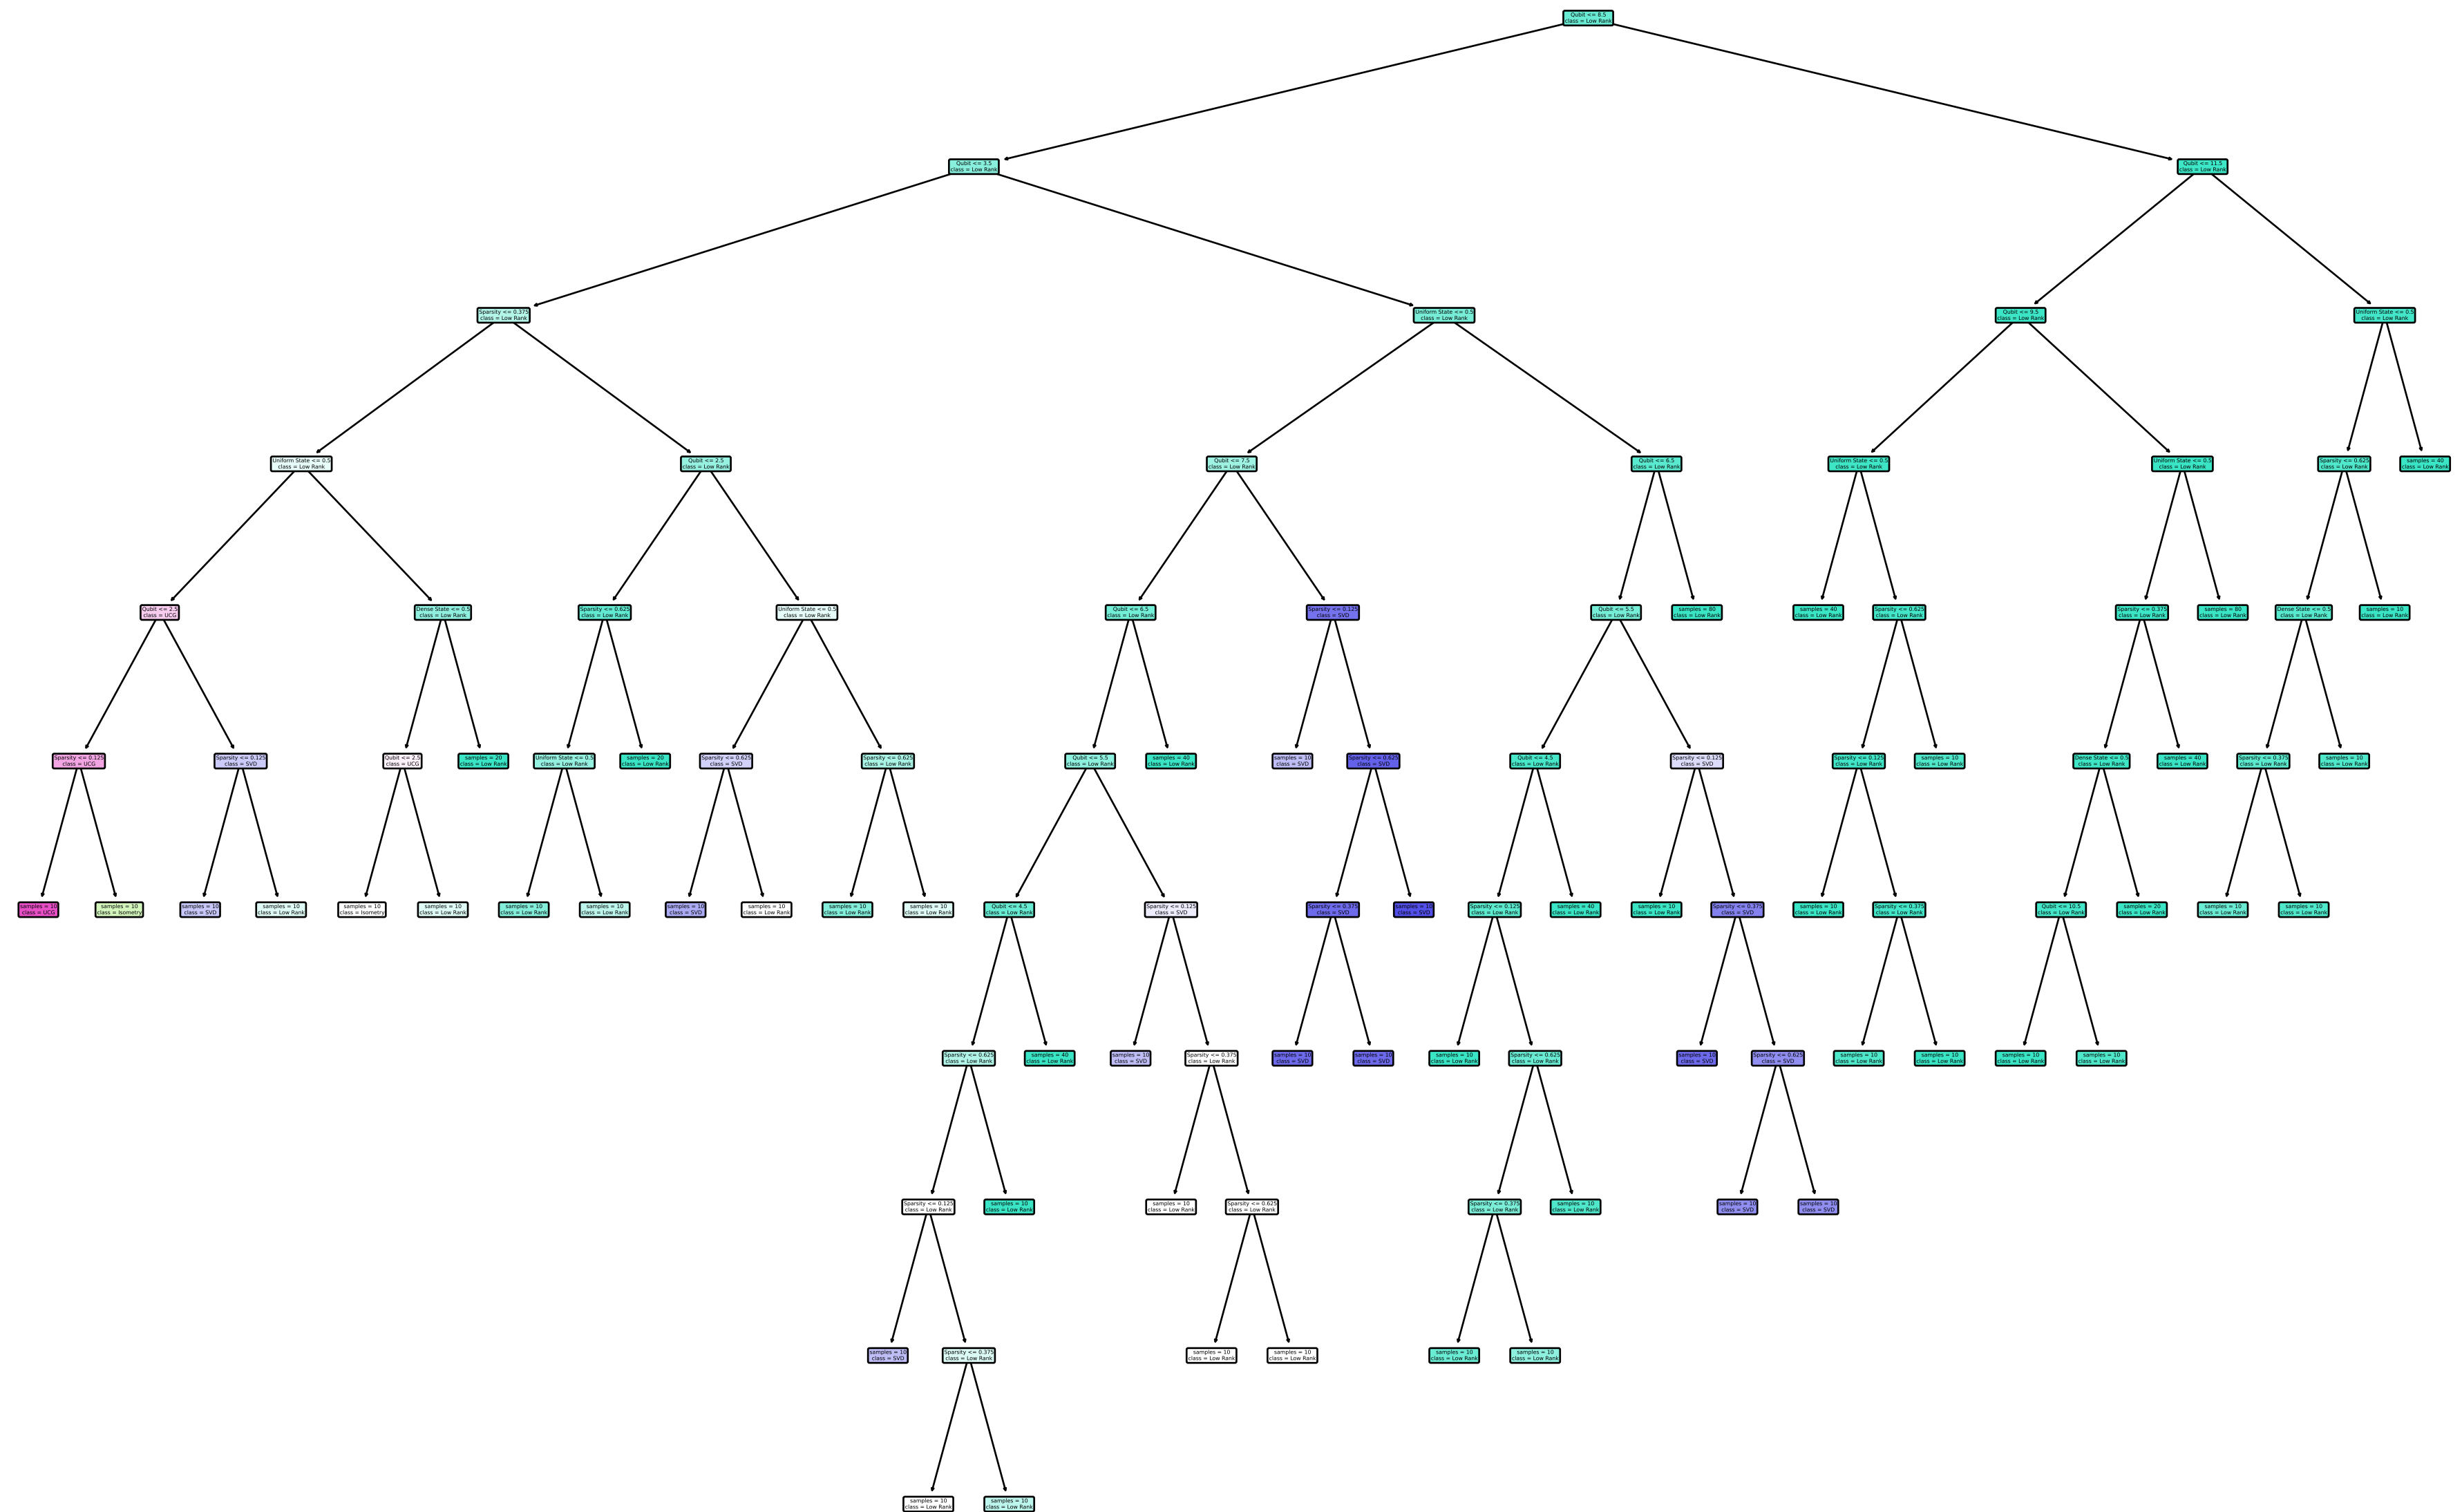 Qubit <= 8.5
class = Low Rank
Qubit <= 3.5
class = Low Rank
Qubit <= 11.5
class = Low Rank
Sparsity <= 0.375
class = Low Rank
Uniform State <= 0.5
class = Low Rank
Qubit <= 9.5
class = Low Rank
Uniform State <= 0.5
class = Low Rank
Uniform State <= 0.5
class = Low Rank
Qubit <= 2.5
class = Low Rank
Qubit <= 7.5
class = Low Rank
Qubit <= 6.5
class = Low Rank
Uniform State <= 0.5
class = Low Rank
Uniform State <= 0.5
class = Low Rank
Sparsity <= 0.625
class = Low Rank
samples = 40
class = Low Rank
Qubit <= 2.5
class = UCG
Dense State <= 0.5
class = Low Rank
Sparsity <= 0.625
class = Low Rank
Uniform State <= 0.5
class = Low Rank
Qubit <= 6.5
class = Low Rank
Sparsity <= 0.125
class = SVD
Qubit <= 5.5
class = Low Rank
samples = 80
class = Low Rank
samples = 40
class = Low Rank
Sparsity <= 0.625
class = Low Rank
Sparsity <= 0.375
class = Low Rank
samples = 80
class = Low Rank
Dense State <= 0.5
class = Low Rank
samples = 10
class = Low Rank
Sparsity <= 0.125
class = UCG
Sparsity <= 0.125
class = SVD
Qubit <= 2.5
class = UCG
samples = 20
class = Low Rank
Uniform State <= 0.5
class = Low Rank
samples = 20
class = Low Rank
Sparsity <= 0.625
class = SVD
Sparsity <= 0.625
class = Low Rank
Qubit <= 5.5
class = Low Rank
samples = 40
class = Low Rank
samples = 10
class = SVD
Sparsity <= 0.625
class = SVD
Qubit <= 4.5
class = Low Rank
Sparsity <= 0.125
class = SVD
Sparsity <= 0.125
class = Low Rank
samples = 10
class = Low Rank
Dense State <= 0.5
class = Low Rank
samples = 40
class = Low Rank
Sparsity <= 0.375
class = Low Rank
samples = 10
class = Low Rank
samples = 10
class = UCG
samples = 10
class = Isometry
samples = 10
class = SVD
samples = 10
class = Low Rank
samples = 10
class = Isometry
samples = 10
class = Low Rank
samples = 10
class = Low Rank
samples = 10
class = Low Rank
samples = 10
class = SVD
samples = 10
class = Low Rank
samples = 10
class = Low Rank
samples = 10
class = Low Rank
Qubit <= 4.5
class = Low Rank
Sparsity <= 0.125
class = SVD
Sparsity <= 0.375
class = SVD
samples = 10
class = SVD
Sparsity <= 0.125
class = Low Rank
samples = 40
class = Low Rank
samples = 10
class = Low Rank
Sparsity <= 0.375
class = SVD
samples = 10
class = Low Rank
Sparsity <= 0.375
class = Low Rank
Qubit <= 10.5
class = Low Rank
samples = 20
class = Low Rank
samples = 10
class = Low Rank
samples = 10
class = Low Rank
Sparsity <= 0.625
class = Low Rank
samples = 40
class = Low Rank
samples = 10
class = SVD
Sparsity <= 0.375
class = Low Rank
samples = 10
class = SVD
samples = 10
class = SVD
samples = 10
class = Low Rank
Sparsity <= 0.625
class = Low Rank
samples = 10
class = SVD
Sparsity <= 0.625
class = SVD
samples = 10
class = Low Rank
samples = 10
class = Low Rank
samples = 10
class = Low Rank
samples = 10
class = Low Rank
Sparsity <= 0.125
class = Low Rank
samples = 10
class = Low Rank
samples = 10
class = Low Rank
Sparsity <= 0.625
class = Low Rank
Sparsity <= 0.375
class = Low Rank
samples = 10
class = Low Rank
samples = 10
class = SVD
samples = 10
class = SVD
samples = 10
class = SVD
Sparsity <= 0.375
class = Low Rank
samples = 10
class = Low Rank
samples = 10
class = Low Rank
samples = 10
class = Low Rank
samples = 10
class = Low Rank
samples = 10
class = Low Rank
samples = 10
class = Low Rank